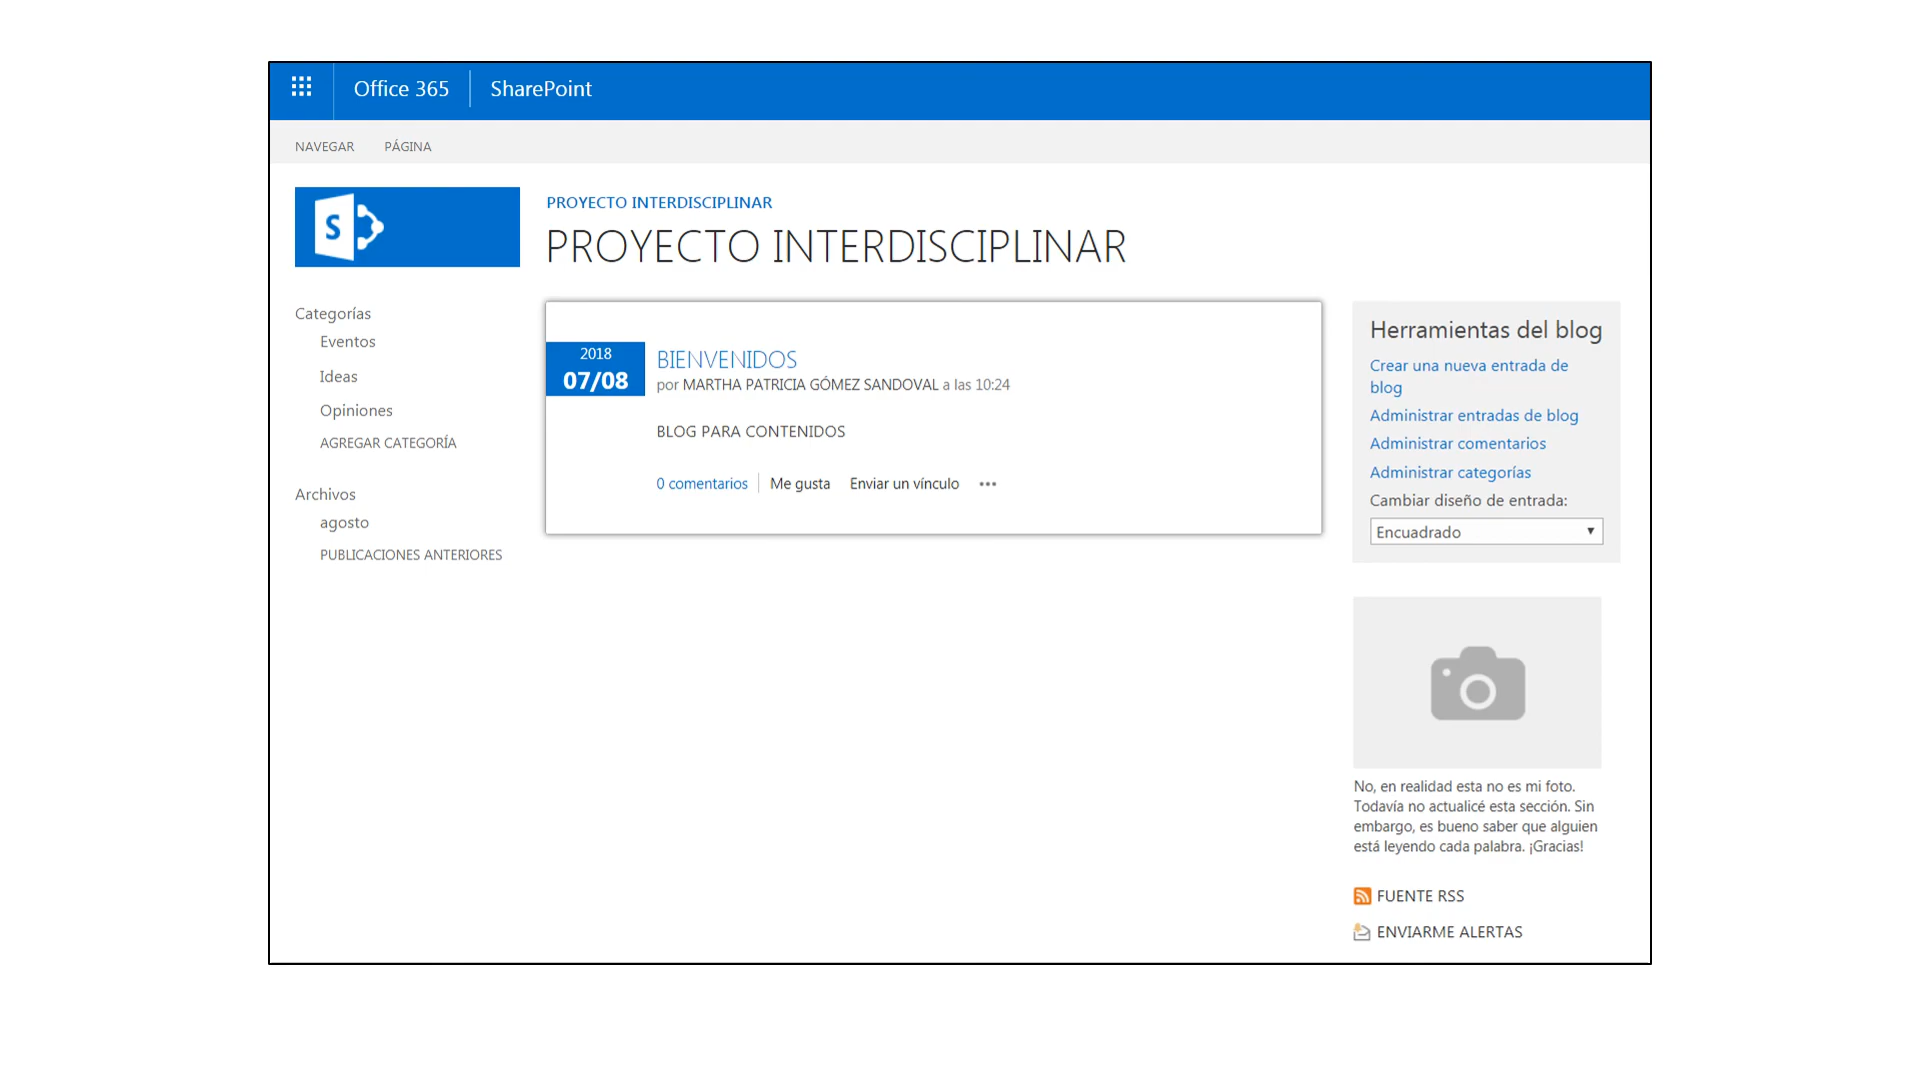 Office 365
SharePoint
NAVEGAR
PÁGINA
S
PROYECTO INTERDISCIPLINAR
PROYECTO INTERDISCIPLINAR
Categorías
Eventos
Ideas
Opiniones
AGREGAR CATEGORÍA
Archivos
agosto
PUBLICACIONES ANTERIORES
2018
07/08
BIENVENIDOS
por MARTHA PATRICIA GÓMEZ SANDOVAL a las 10:24
BLOG PARA CONTENIDOS
0 comentarios
Me gusta
Enviar un vínculo
•••
Herramientas del blog
Crear una nueva entrada de
blog
Administrar entradas de blog
Administrar comentarios
Administrar categorías
Cambiar diseño de entrada:
Encuadrado
No, en realidad esta no es mi foto.
Todavía no actualicé esta sección. Sin
embargo, es bueno saber que alguien
está leyendo cada palabra. ¡Gracias!
FUENTE RSS
ENVIARME ALERTAS